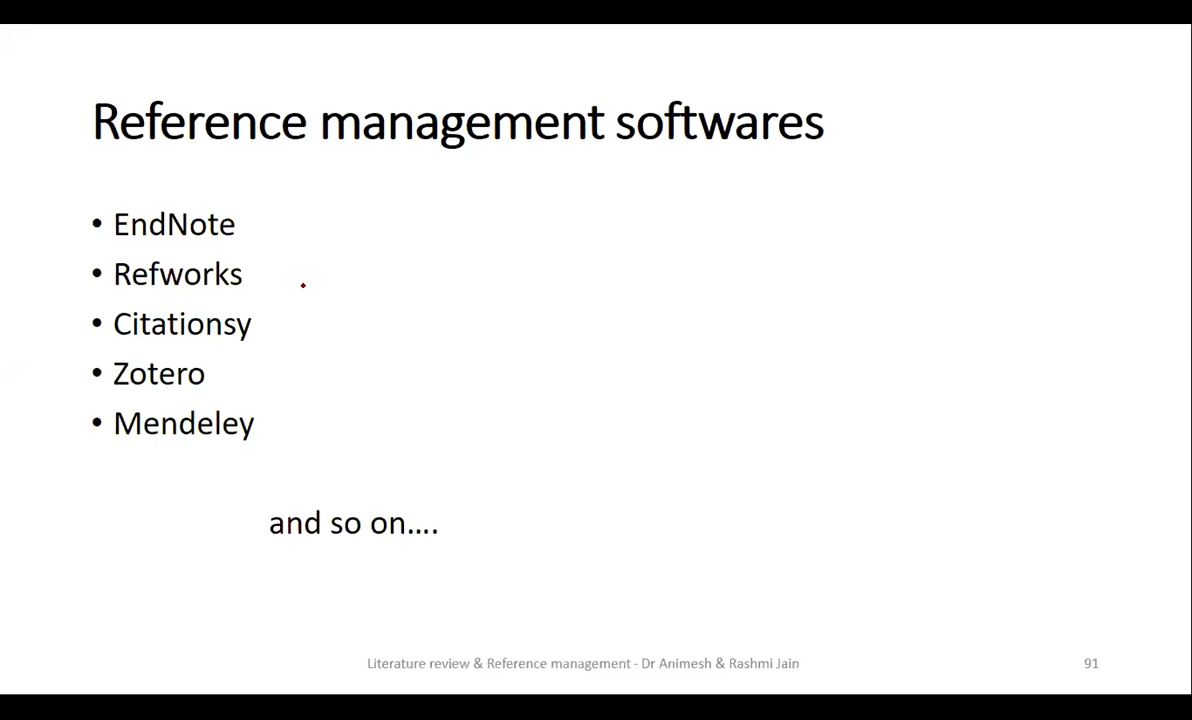 Reference management softwares
• EndNote
• Refworks
• Citationsy
• Zotero
• Mendeley
and so on….
Literature review & Reference management - Dr Animesh & Rashmi Jain
91